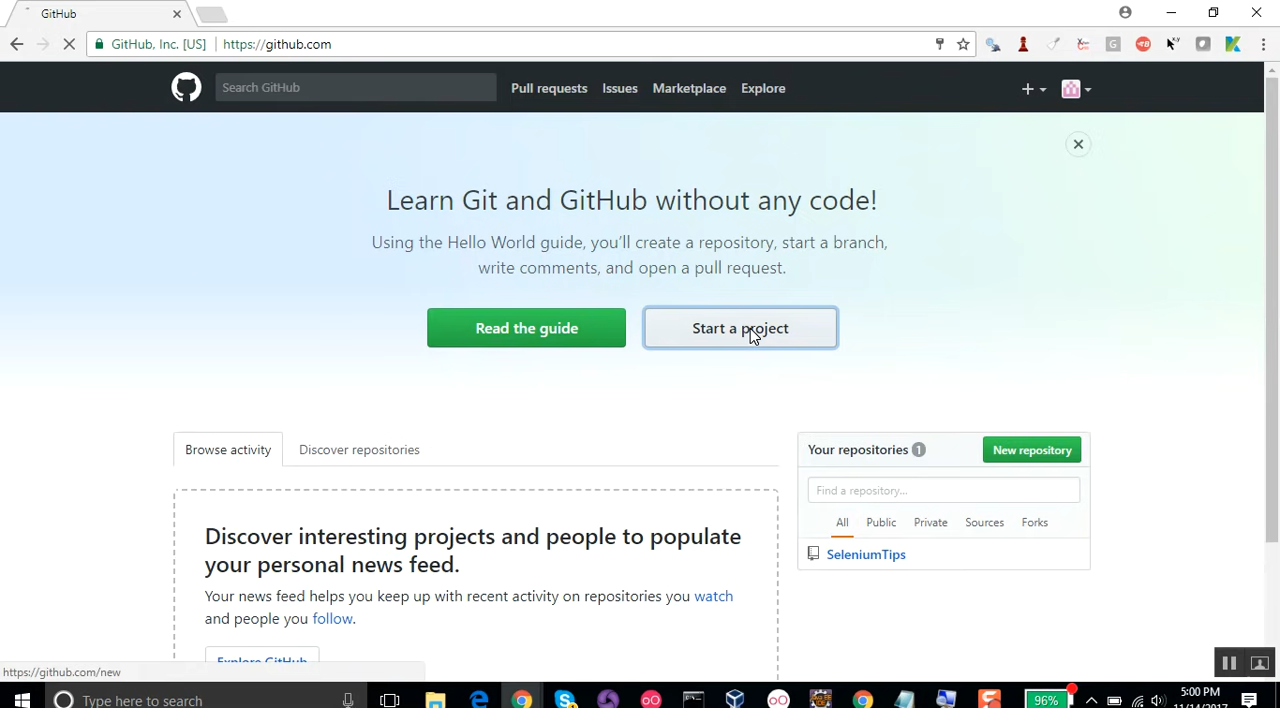 GitHub
GitHub, Inc. [US] https://github.com
Search GitHub Pull requests Issues Marketplace Explore
Learn Git and GitHub without any code!
Using the Hello World guide, you'll create a repository, start a branch,
write comments, and open a pull request.
Read the guide Start a project
Browse activity Discover repositories
Your repositories 1 New repository
Find a repository...
All Public Private Sources Forks
SeleniumTips
Discover interesting projects and people to populate
your personal news feed.
Your news feed helps you keep up with recent activity on repositories you watch
and people you follow.
Explore GitHub
https://github.com/new
Type here to search
96%
5:00 PM
11/14/2017